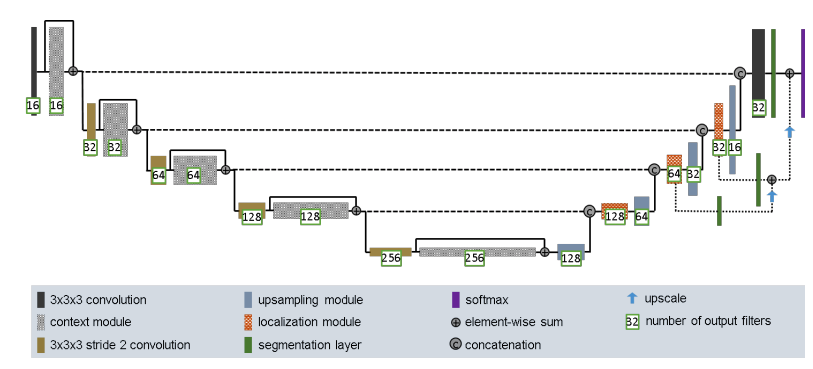 16
16
C
32
32
32
C
32
16
64
64
C
64
32
128
128
C
128
64
256
256
128
3x3x3 convolution
context module
3x3x3 stride 2 convolution
upsampling module
localization module
segmentation layer
softmax
element-wise sum
C concatenation
upscale
32 number of output filters